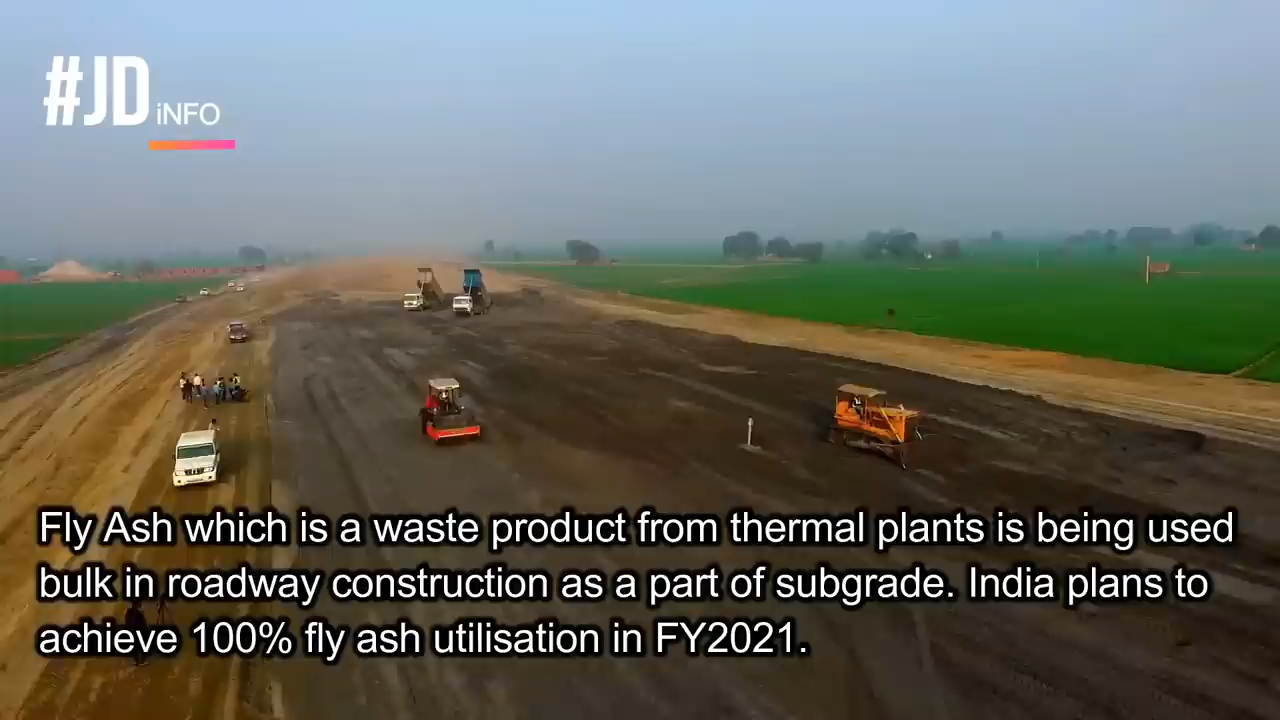 #JD iNFO
Fly Ash which is a waste product from thermal plants is being used
bulk in roadway construction as a part of subgrade. India plans to
achieve 100% fly ash utilisation in FY2021.